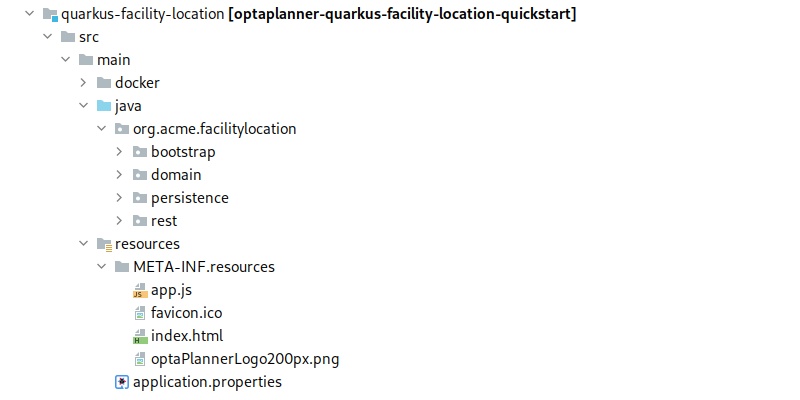 quarkus-facility-location [optaplanner-quarkus-facility-location-quickstart]
src
main
docker
java
org.acme.facilitylocation
bootstrap
domain
persistence
rest
resources
META-INF.resources
app.js
favicon.ico
index.html
optaPlannerLogo200px.png
application.properties